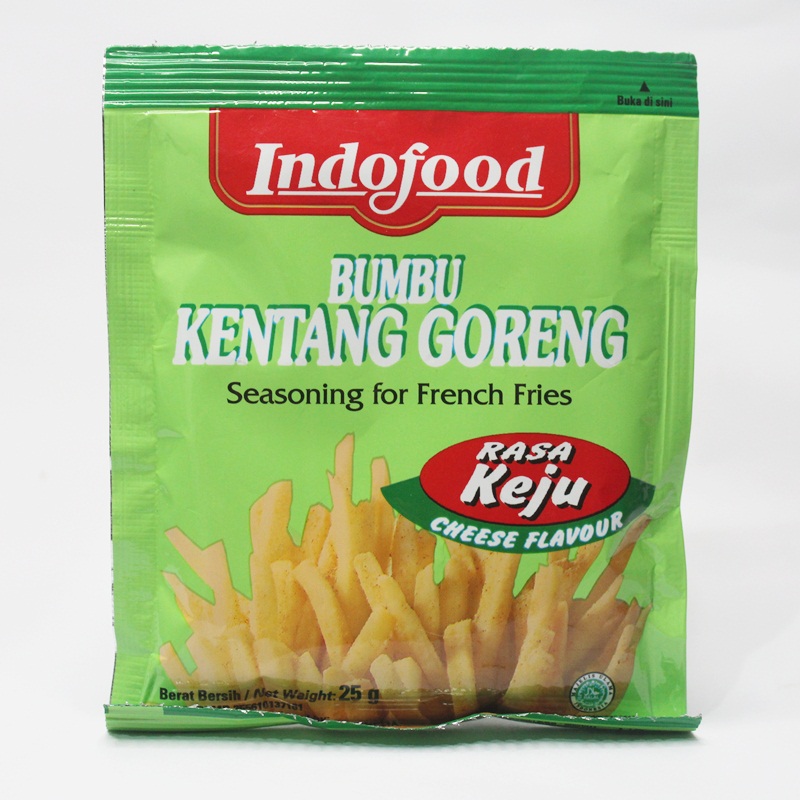 Buka di sini
Indofood
BUMBU
KENTANG GORENG
Seasoning for French Fries
RASA
Keju
CHEESE FLAVOUR
Berat Bersih / Net Weight: 25 g